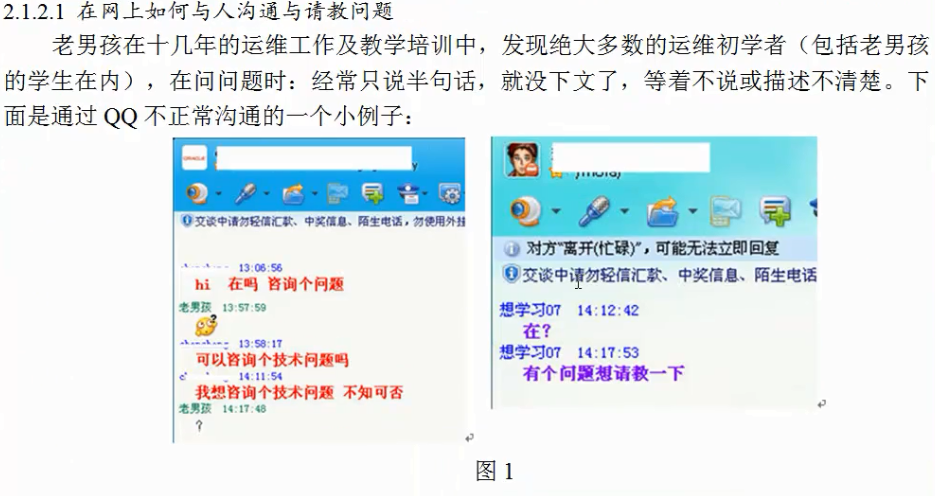 2.1.2.1 在网上如何与人沟通与请教问题
老男孩在十几年的运维工作及教学培训中，发现绝大多数的运维初学者（包括老男孩
的学生在内），在问问题时：经常只说半句话，就没下文了，等着不说或描述不清楚。下
面是通过 QQ 不正常沟通的一个小例子：
ORACLE
交谈中请勿轻信汇款、中奖信息、陌生电话，勿使用外挂
13:06:56
hi 在吗 咨询个问题
老男孩 13:57:59
13:58:17
可以咨询个技术问题吗
14:11:54
我想咨询个技术问题 不知可否
老男孩 14:17:48
?
对方“离开(忙碌)”，可能无法立即回复
交谈中请勿轻信汇款、中奖信息、陌生电话
想学习07 14:12:42
在?
想学习07 14:17:53
有个问题想请教一下
图 1